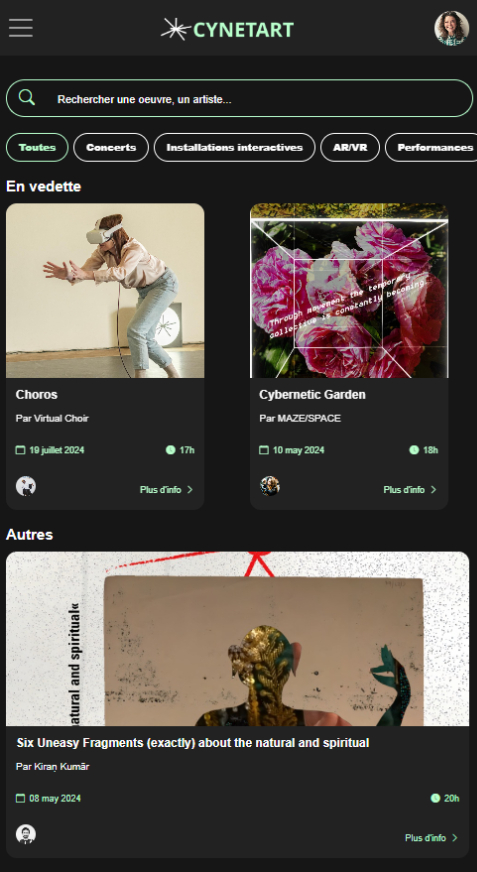 CYNETART
Rechercher une oeuvre, un artiste...
Toutes
Concerts
Installations interactives
AR/VR
Performances
En vedette
Through movement the temporary
collective is constantly becoming.
Choros
Par Virtual Choir
19 juillet 2024
17h
Plus d'info
Cybernetic Garden
Par MAZE/SPACE
10 may 2024
18h
Plus d'info
Autres
atural and spiritual«
Six Uneasy Fragments (exactly) about the natural and spiritual
Par Kiraṇ Kumār
08 may 2024
20h
Plus d'info